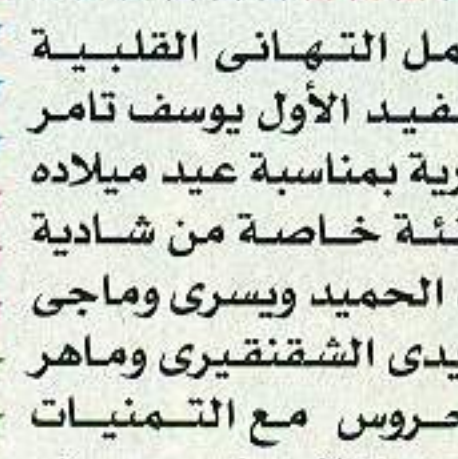 مل التهانى القلبية
فيد الأول يوسف تامر
رية بمناسبة عيد ميلاده
نئة خاصة من شادية
الحميد ويسرى وماجى
يدى الشقنقيرى وماهر
حروس مع التمنيات